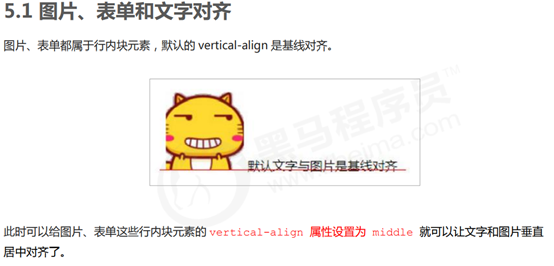 5.1 图片、表单和文字对齐
图片、表单都属于行内块元素，默认的 vertical-align 是基线对齐。
黑马程序员™
www.itheima.com
默认文字与图片是基线对齐
此时可以给图片、表单这些行内块元素的 vertical-align 属性设置为 middle 就可以让文字和图片垂直
居中对齐了。